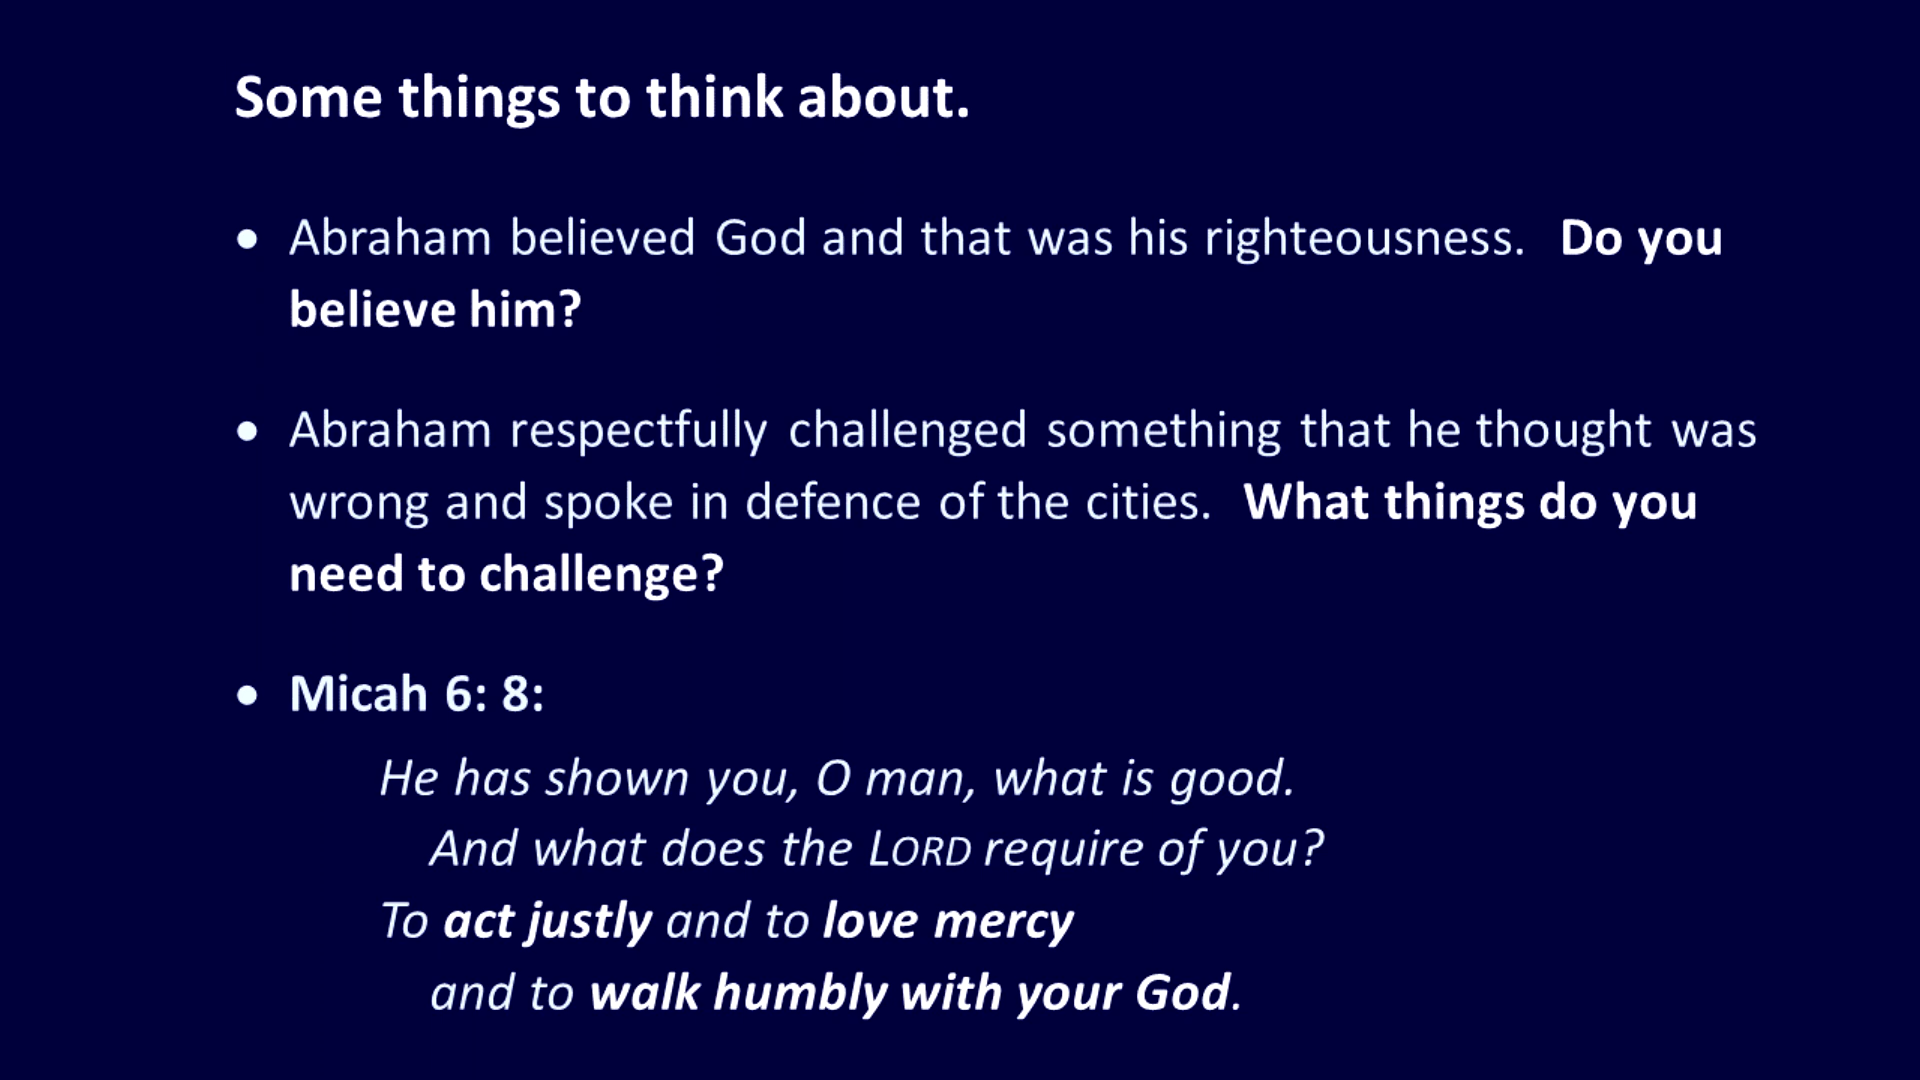 Some things to think about.
• Abraham believed God and that was his righteousness. Do you
believe him?
• Abraham respectfully challenged something that he thought was
wrong and spoke in defence of the cities. What things do you
need to challenge?
• Micah 6: 8:
He has shown you, O man, what is good.
And what does the LORD require of you?
To act justly and to love mercy
and to walk humbly with your God.